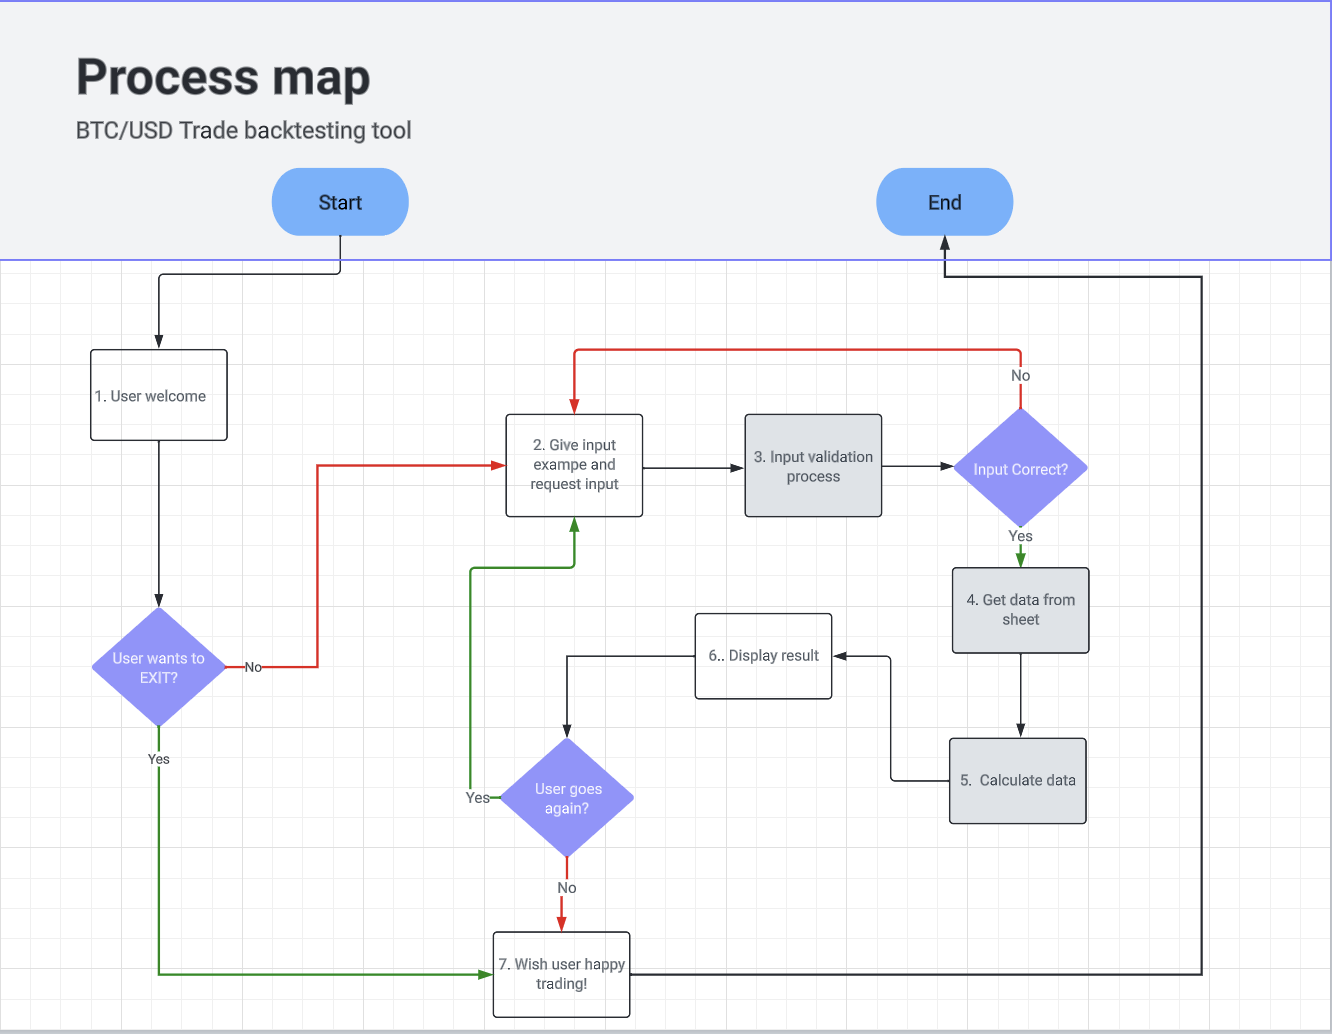 Process map
BTC/USD Trade backtesting tool
Start
End
1. User welcome
No
2. Give input
exampe and
request input
3. Input validation
process
Input Correct?
Yes
4. Get data from
sheet
User wants to
EXIT?
No
6.. Display result
Yes
5. Calculate data
User goes
again?
Yes
No
7. Wish user happy
trading!